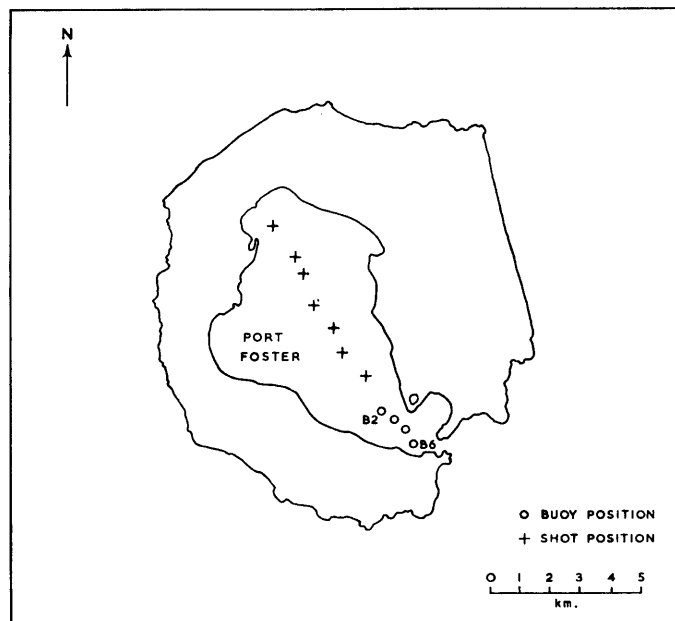 N
PORT
FOSTER
B2
B6
BUOY POSITION
SHOT POSITION
0 1 2 3 4 5
km.